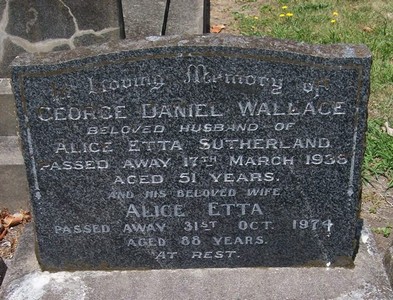 In Loving Memory of
GEORGE DANIEL WALLACE
BELOVED HUSBAND OF
ALICE ETTA SUTHERLAND
PASSED AWAY 17TH MARCH 1938
AGED 51 YEARS.
AND HIS BELOVED WIFE
ALICE ETTA
PASSED AWAY 31ST OCT. 1974
AGED 88 YEARS.
AT REST.